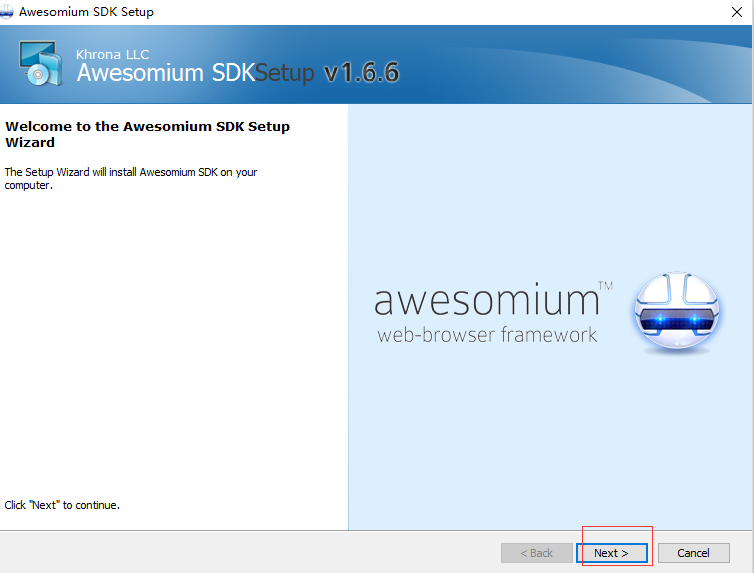 Awesomium SDK Setup
Khrona LLC
Awesomium SDKSetup v1.6.6
Welcome to the Awesomium SDK Setup
Wizard
The Setup Wizard will install Awesomium SDK on your
computer.
awesomium™
web-browser framework
Click "Next" to continue.
< Back
Next >
Cancel